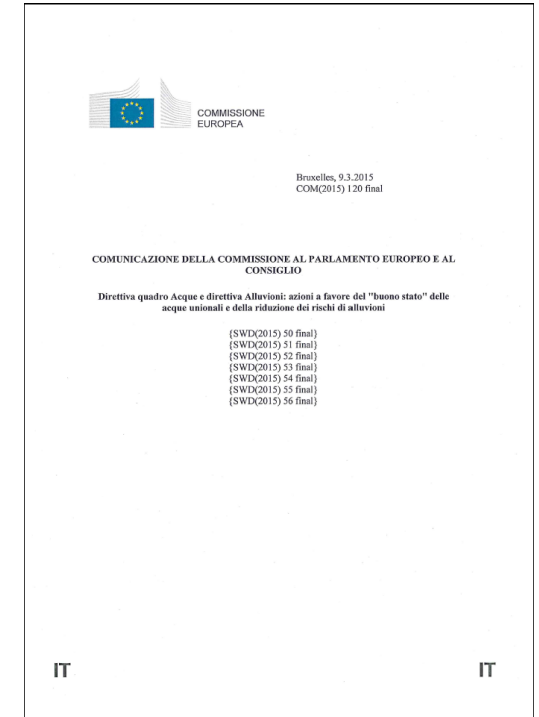 COMMISSIONE
EUROPEA
Bruxelles, 9.3.2015
COM(2015) 120 final
COMUNICAZIONE DELLA COMMISSIONE AL PARLAMENTO EUROPEO E AL
CONSIGLIO
Direttiva quadro Acque e direttiva Alluvioni: azioni a favore del "buono stato" delle
acque unionali e della riduzione dei rischi di alluvioni
{SWD(2015) 50 final}
{SWD(2015) 51 final}
{SWD(2015) 52 final}
{SWD(2015) 53 final}
{SWD(2015) 54 final}
{SWD(2015) 55 final}
{SWD(2015) 56 final}
IT
IT